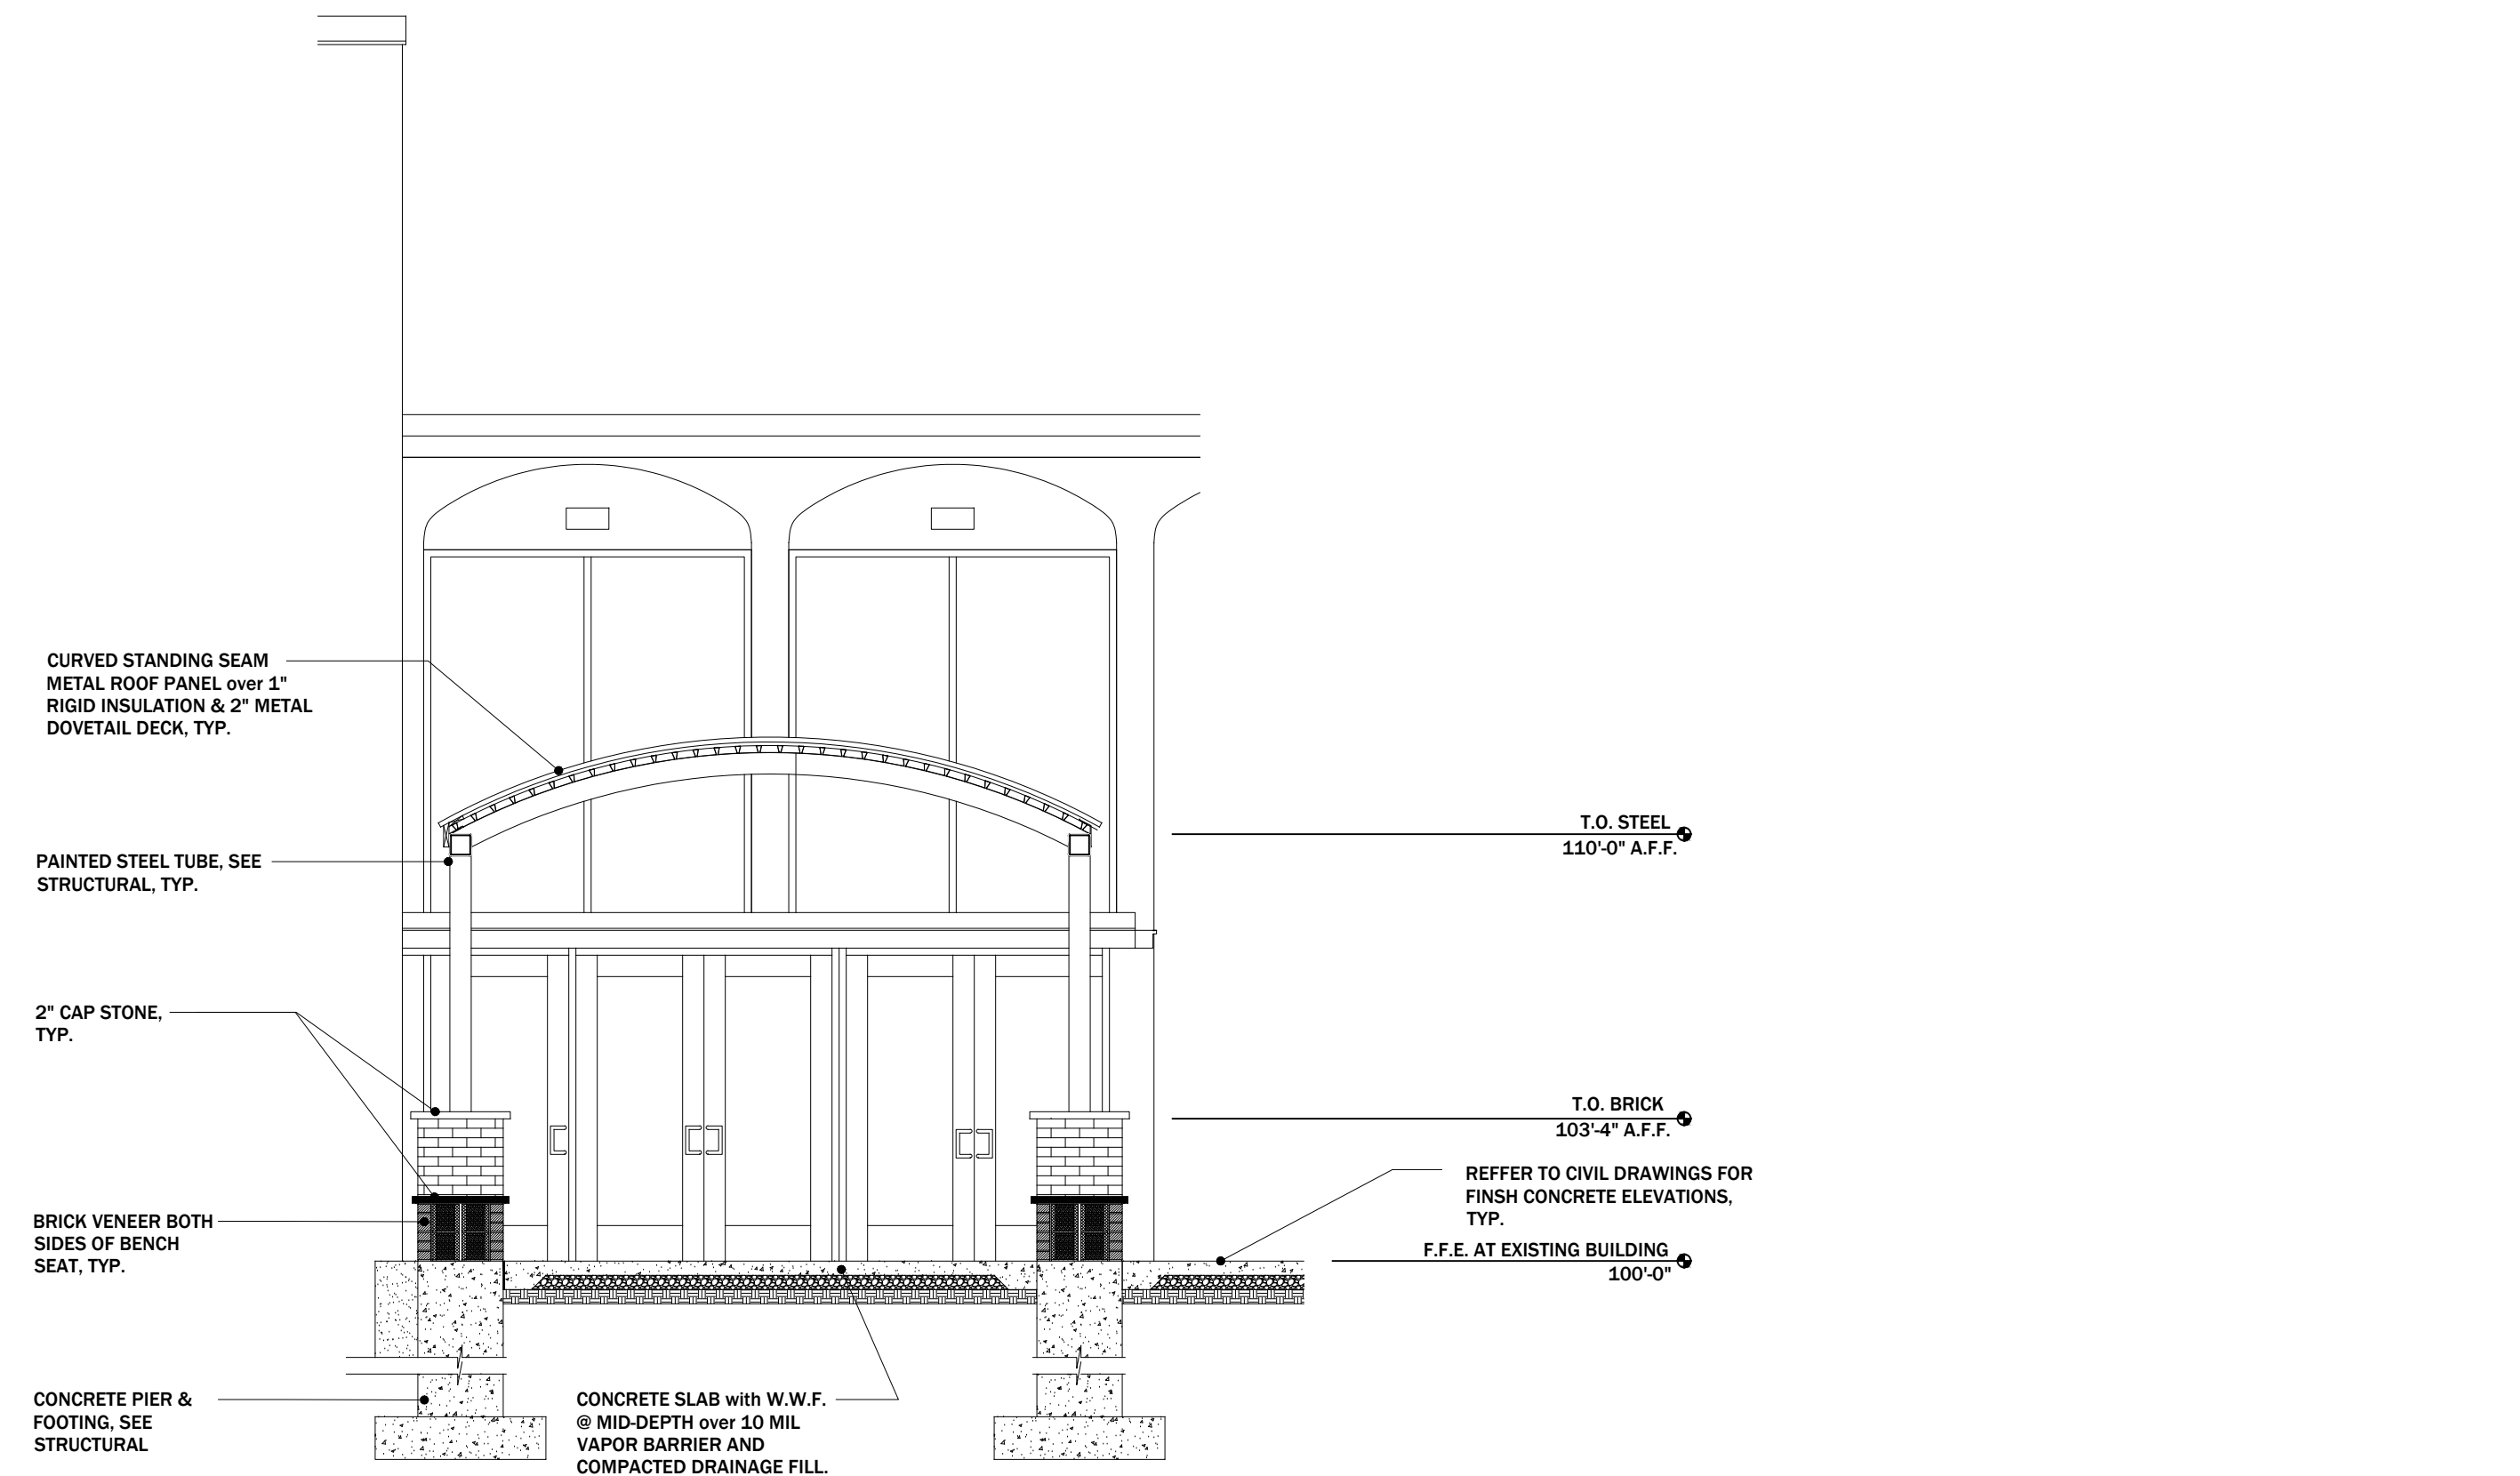 CURVED STANDING SEAM
METAL ROOF PANEL over 1"
RIGID INSULATION & 2" METAL
DOVETAIL DECK, TYP.
T.O. STEEL
110'-0" A.F.F.
PAINTED STEEL TUBE, SEE
STRUCTURAL, TYP.
2" CAP STONE,
TYP.
T.O. BRICK
103'-4" A.F.F.
REFFER TO CIVIL DRAWINGS FOR
FINSH CONCRETE ELEVATIONS,
TYP.
BRICK VENEER BOTH
SIDES OF BENCH
SEAT, TYP.
F.F.E. AT EXISTING BUILDING
100'-0"
CONCRETE PIER &
FOOTING, SEE
STRUCTURAL
CONCRETE SLAB with W.W.F.
@ MID-DEPTH over 10 MIL
VAPOR BARRIER AND
COMPACTED DRAINAGE FILL.